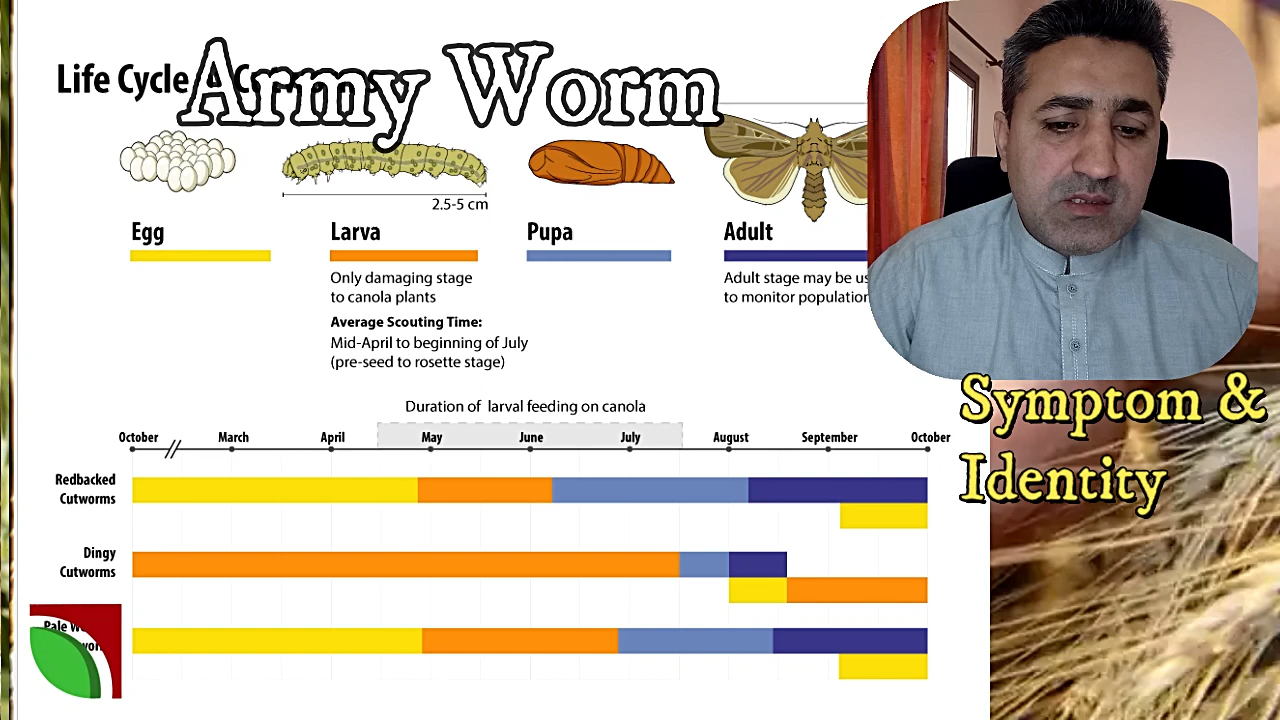 Life Cycle
Army Worm
2.5-5 cm
Egg
Larva
Pupa
Adult
Only damaging stage
to canola plants
Adult stage may be
to monitor
Average Scouting Time:
Mid-April to beginning of July
(pre-seed to rosette stage)
Symptom &
Identity
Duration of larval feeding on canola
October
March
April
May
June
July
August
September
October
Redbacked
Cutworms
Dingy
Cutworms
Pale